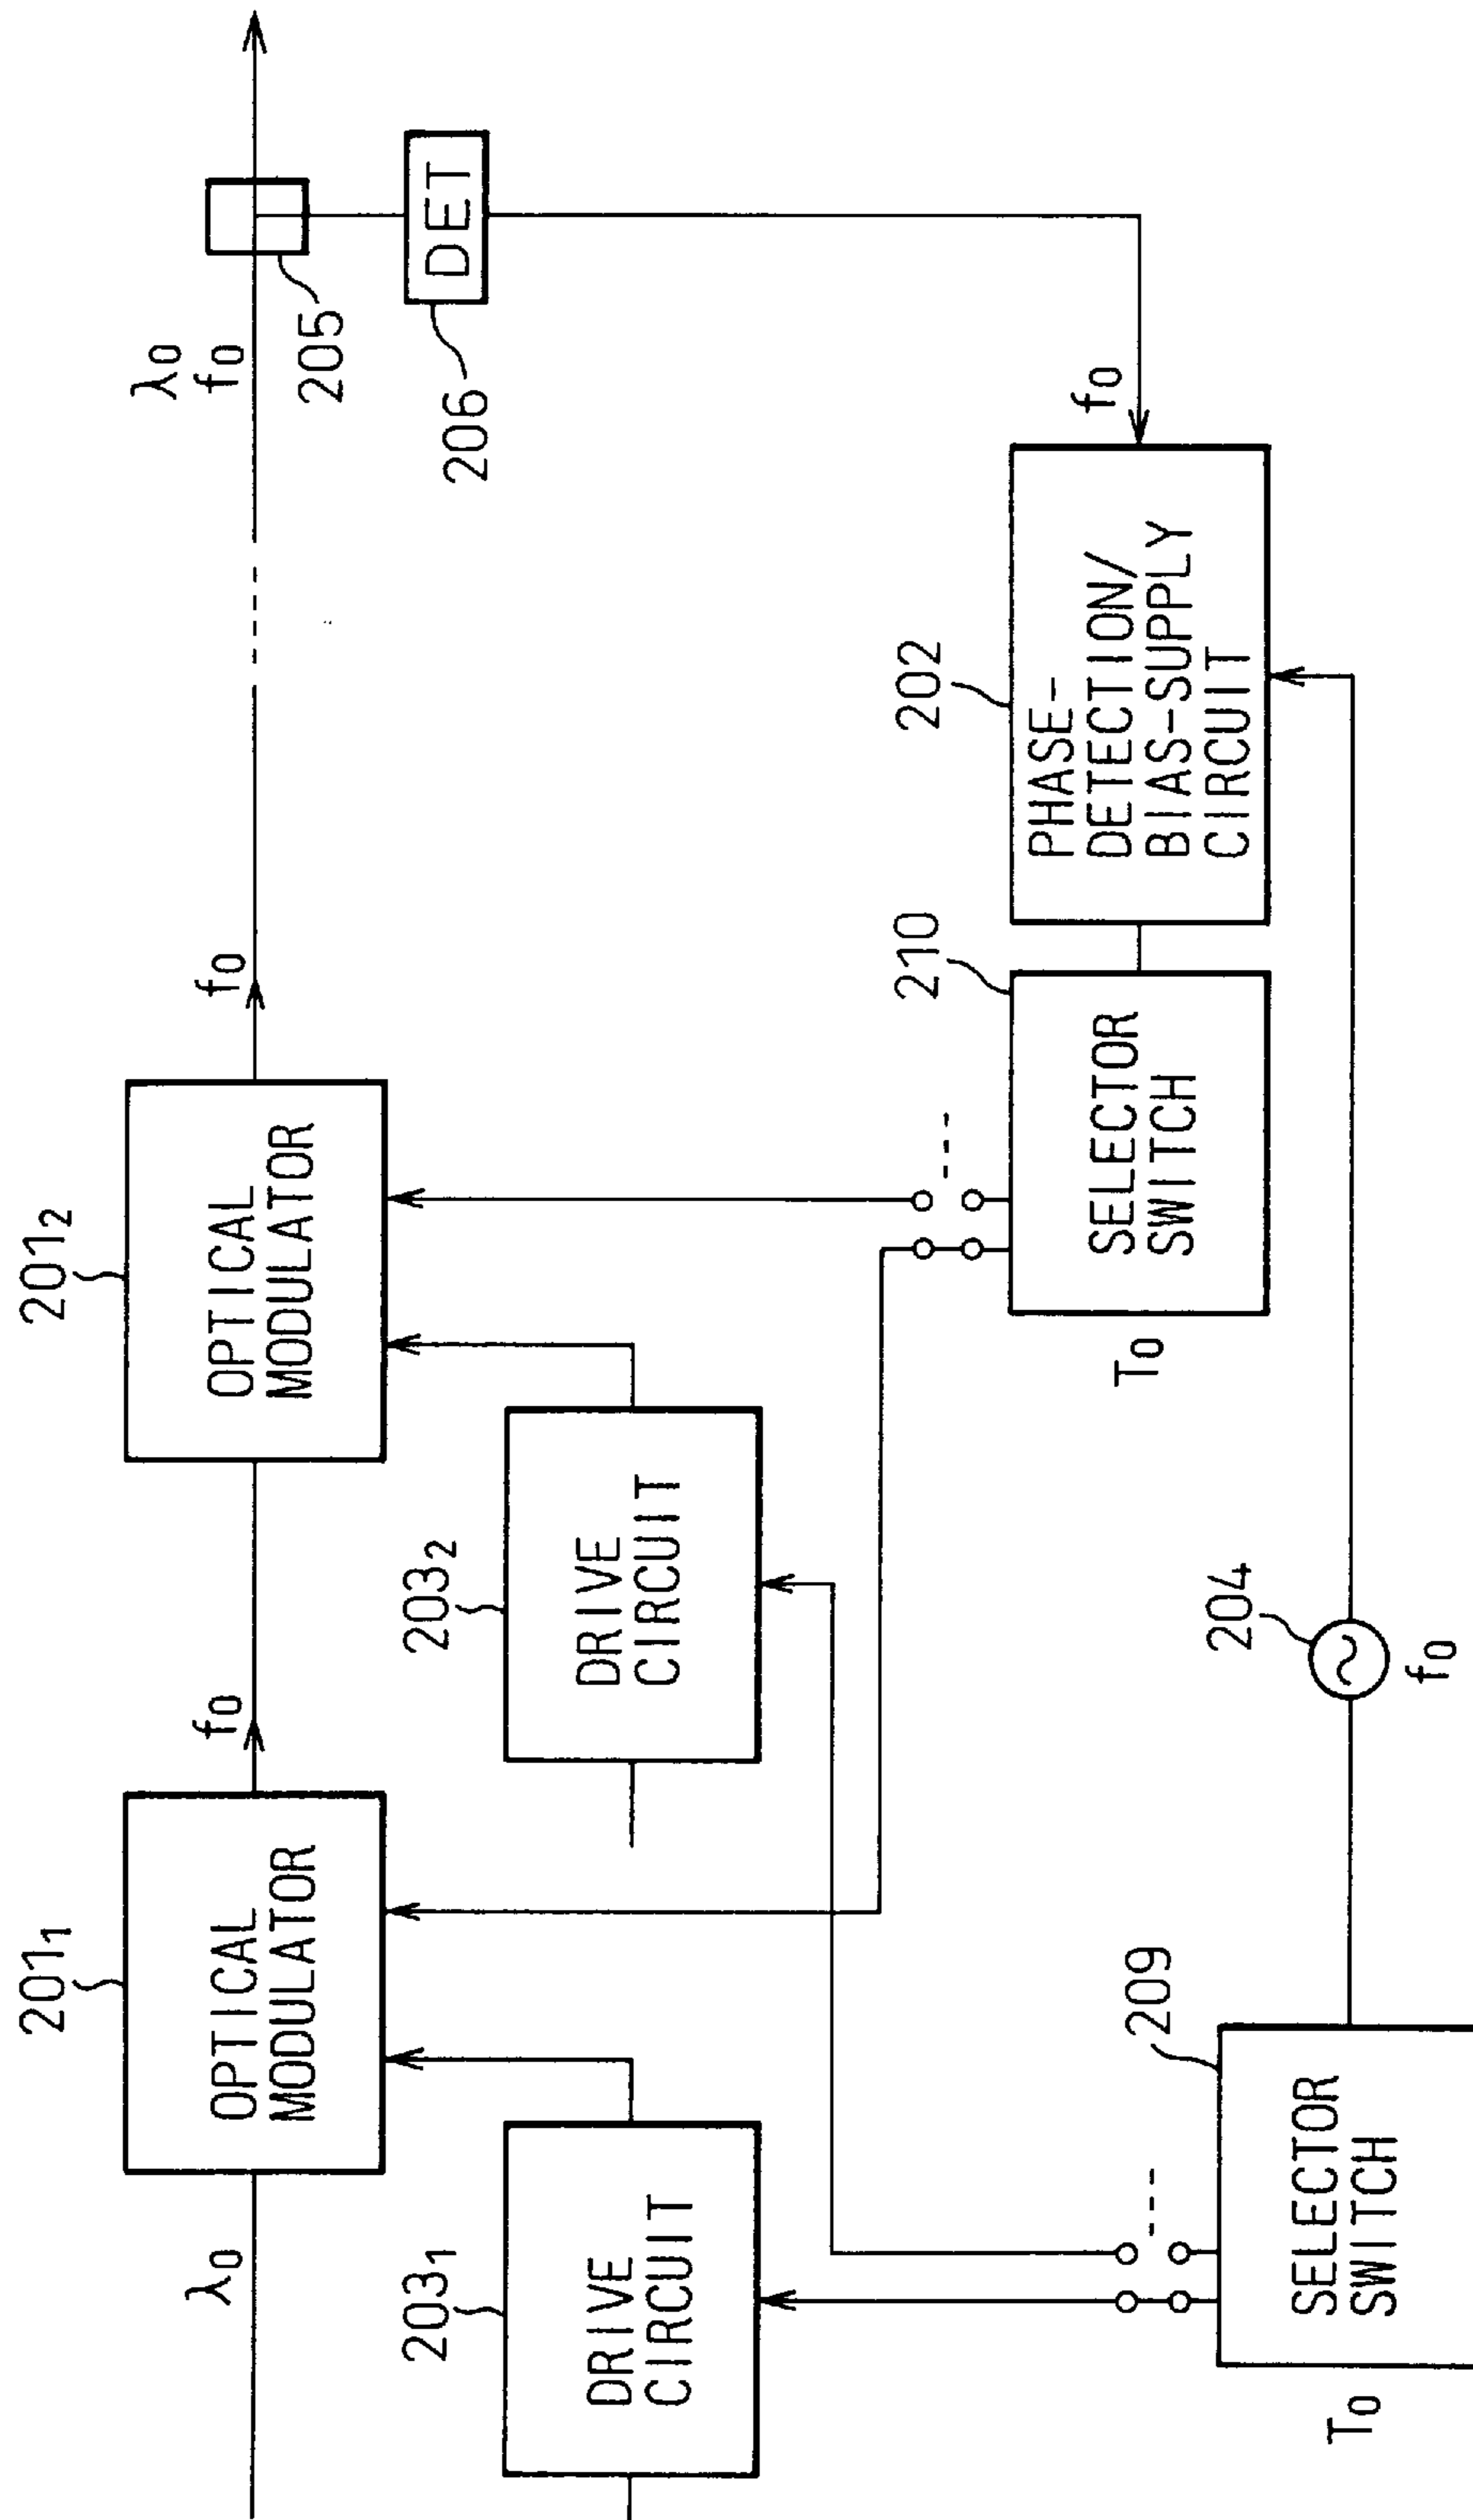 λ0
2011
OPTICAL
MODULATOR
f0
2012
OPTICAL
MODULATOR
f0
λ0
f0
205
DET
206
2031
DRIVE
CIRCUIT
2032
DRIVE
CIRCUIT
210
SELECTOR
SWITCH
T0
202
PHASE-
DETECTION/
BIAS-SUPPLY
CIRCUIT
f0
209
SELECTOR
SWITCH
T0
204
f0